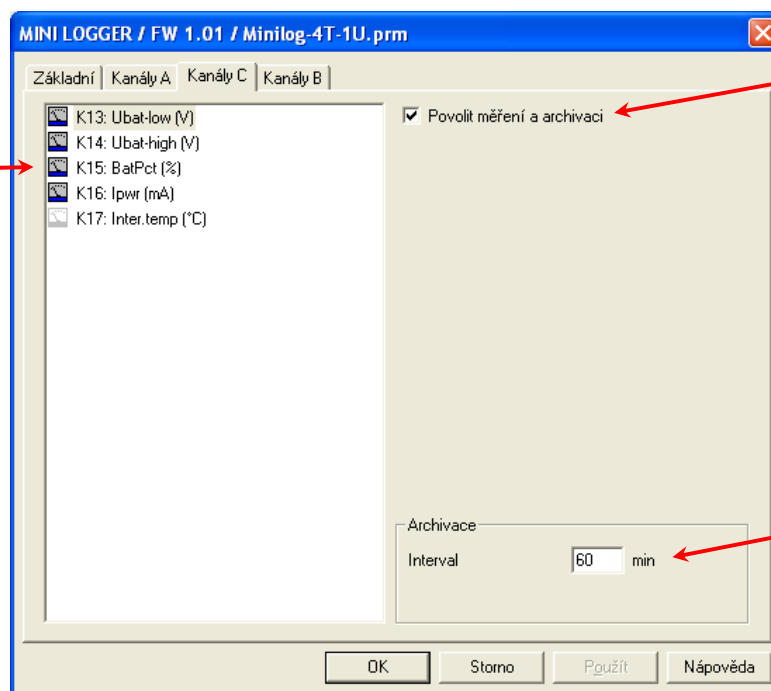 MINI LOGGER / FW 1.01 / Minilog-4T-1U.prm
Základní Kanály A Kanály C Kanály B
K13: Ubat-low (V)
K14: Ubat-high (V)
K15: BatPct (%)
K16: Ipwr (mA)
K17: Inter.temp (°C)
Povolit měření a archivaci
Archivace
Interval 60 min
OK Storno Použít Nápověda